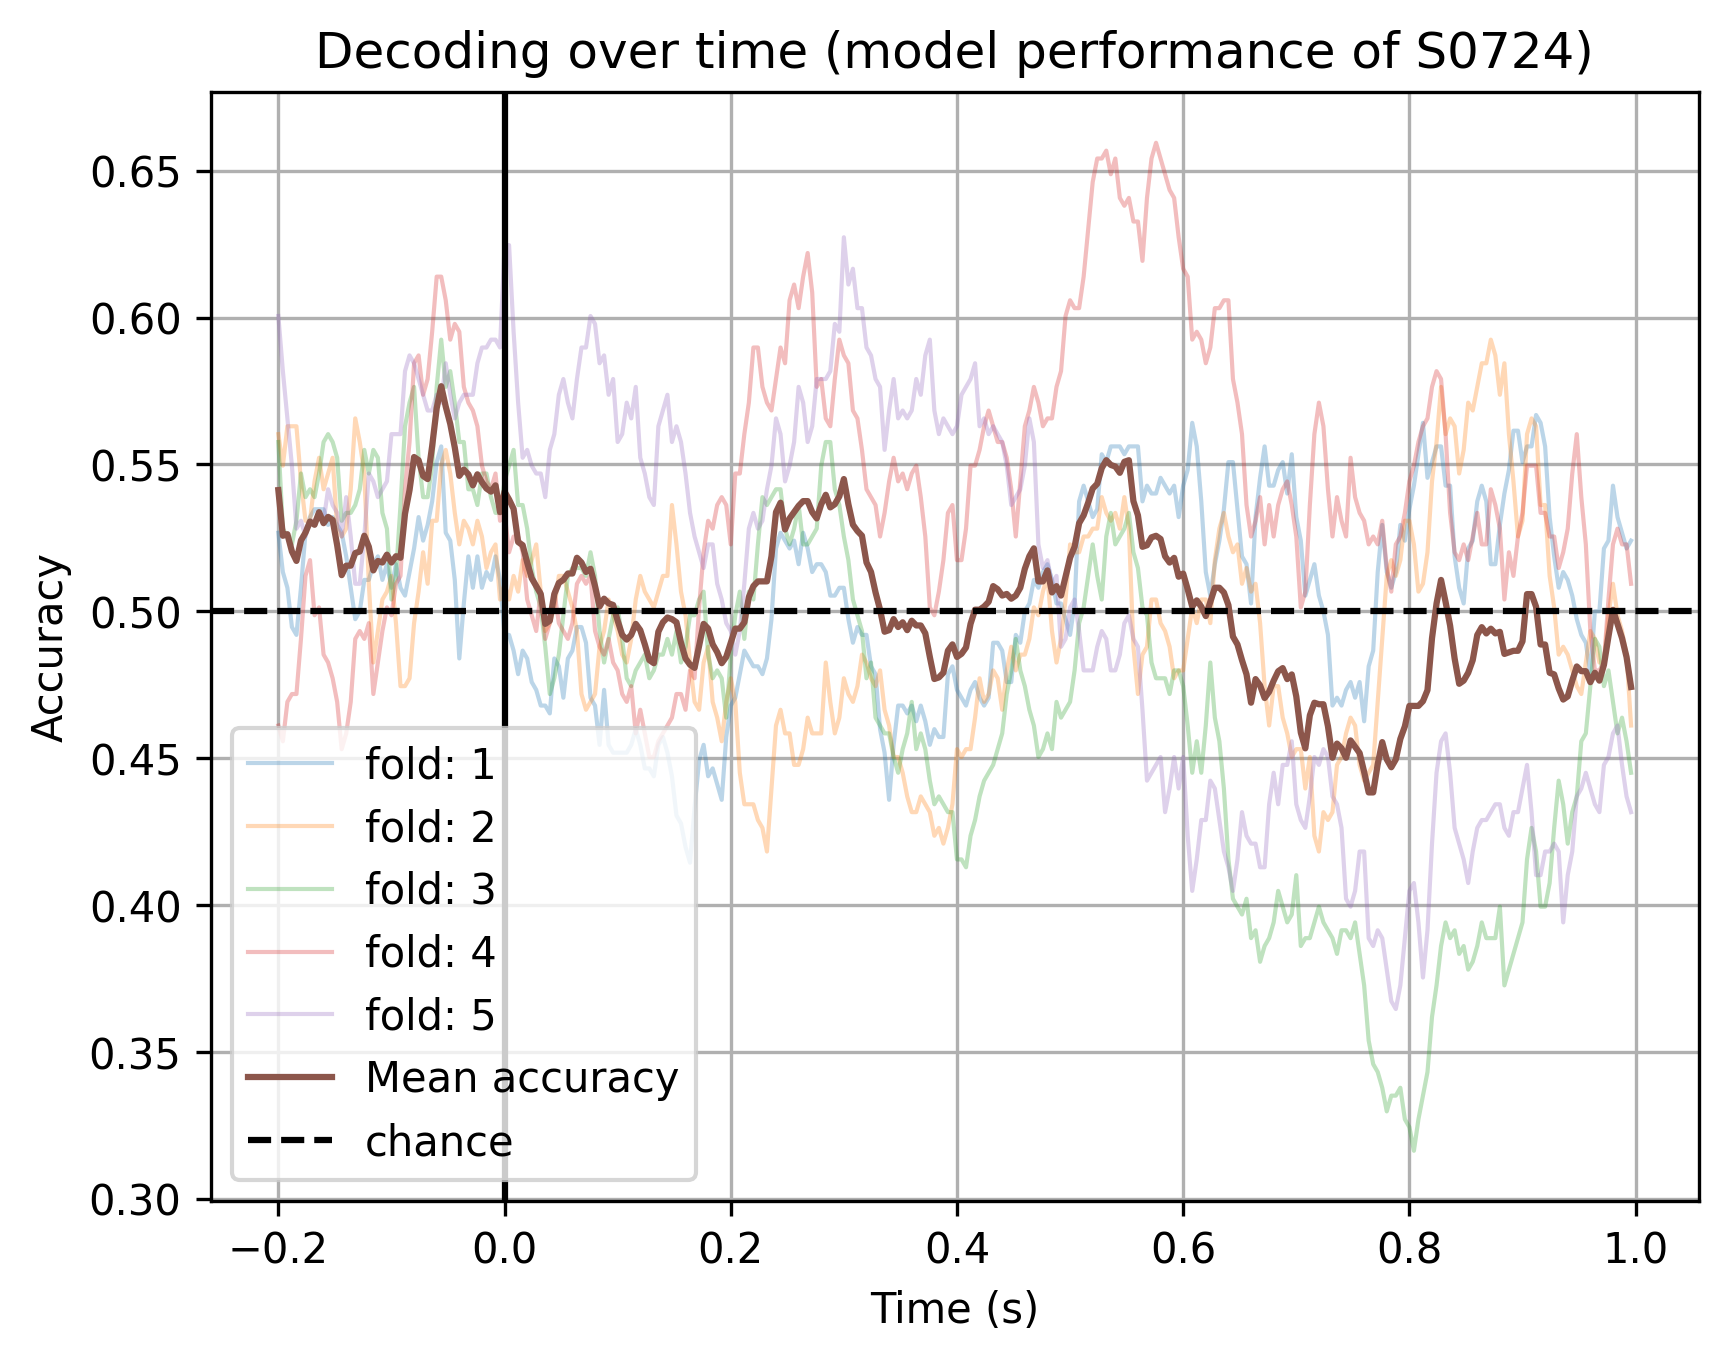 Decoding over time (model performance of S0724)
Accuracy
0.65
0.60
0.55
0.50
0.45
0.40
0.35
0.30
fold: 1
fold: 2
fold: 3
fold: 4
fold: 5
Mean accuracy
chance
−0.2 0.0 0.2 0.4 0.6 0.8 1.0
Time (s)